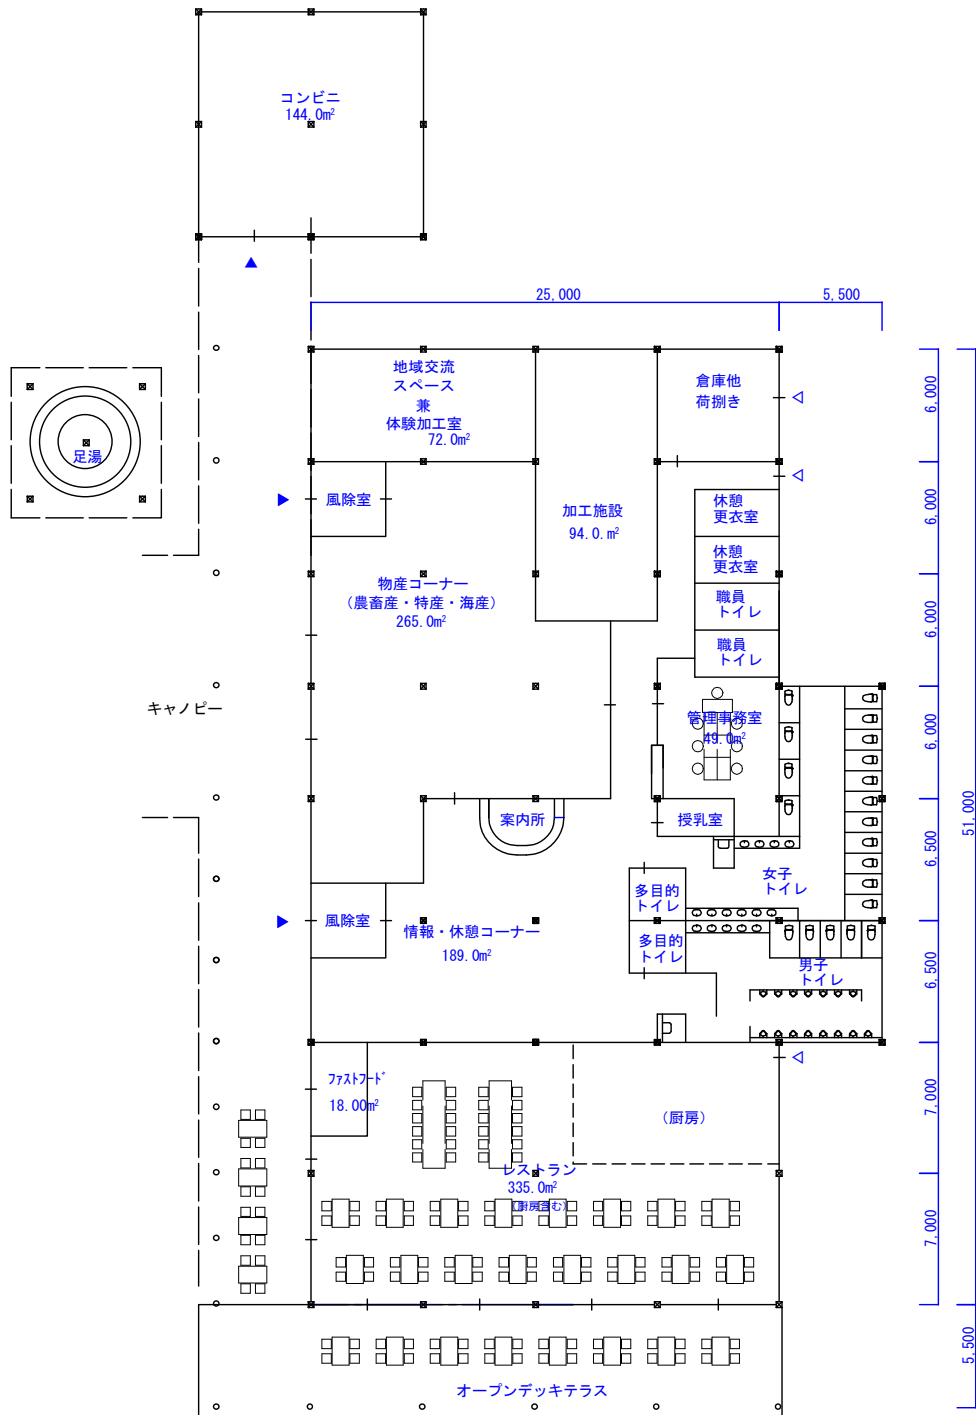 コンビニ
144.0m²
25,000
5,500
地域交流
スペース
兼
体験加工室
72.0m²
倉庫他
荷捌き
6,000
足湯
風除室
加工施設
94.0.m²
休憩
更衣室
6,000
休憩
更衣室
物産コーナー
(農畜産・特産・海産)
265.0m²
職員
トイレ
6,000
職員
トイレ
キャノピー
管理事務室
49.0m²
6,000
51,000
案内所
授乳室
6,500
女子
トイレ
多目的
トイレ
風除室
情報・休憩コーナー
189.0m²
多目的
トイレ
男子
トイレ
6,500
ファストフード
18.00m²
(厨房)
7,000
レストラン
335.0m²
(厨房含む)
7,000
オープンデッキテラス
5,500